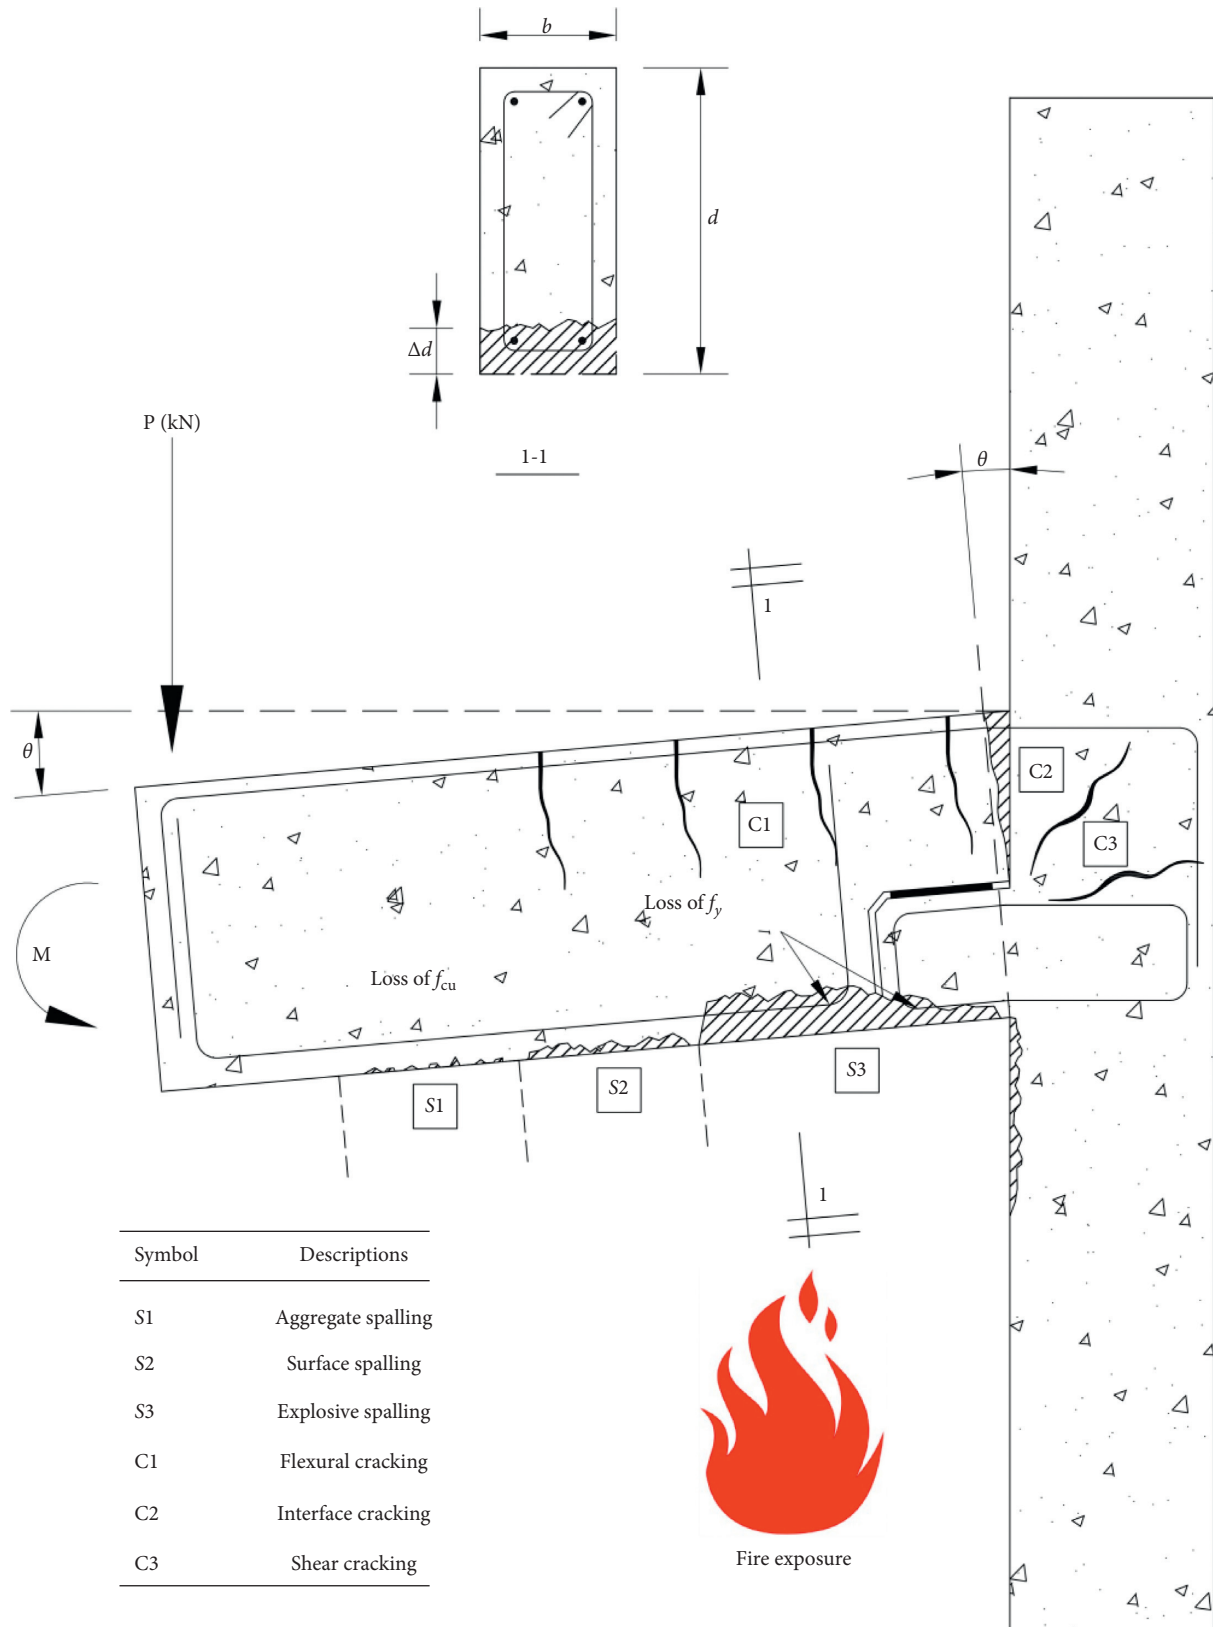 b
d
Δd
P (kN)
1-1
θ
1
θ
C2
C1
C3
Loss of fy
M
Loss of fcu
S3
S2
S1
1
Symbol Descriptions
S1 Aggregate spalling
S2 Surface spalling
S3 Explosive spalling
C1 Flexural cracking
C2 Interface cracking
C3 Shear cracking
Fire exposure